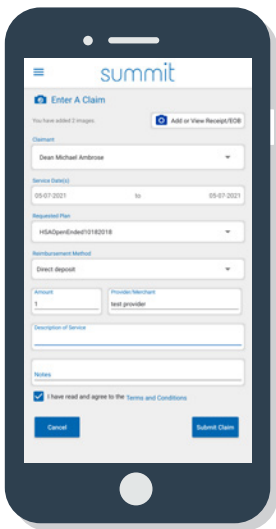 summit
Enter A Claim
You have added 2 images.
Add or View Receipt/EOB
Claimant
Dean Michael Ambrose
Service Date(s)
05-07-2021 to 05-07-2021
Requested Plan
HSAOpenEnded10182018
Reimbursement Method
Direct deposit
Amount Provider/Merchant
1 test provider
Description of Service
Notes
I have read and agree to the Terms and Conditions
Cancel Submit Claim